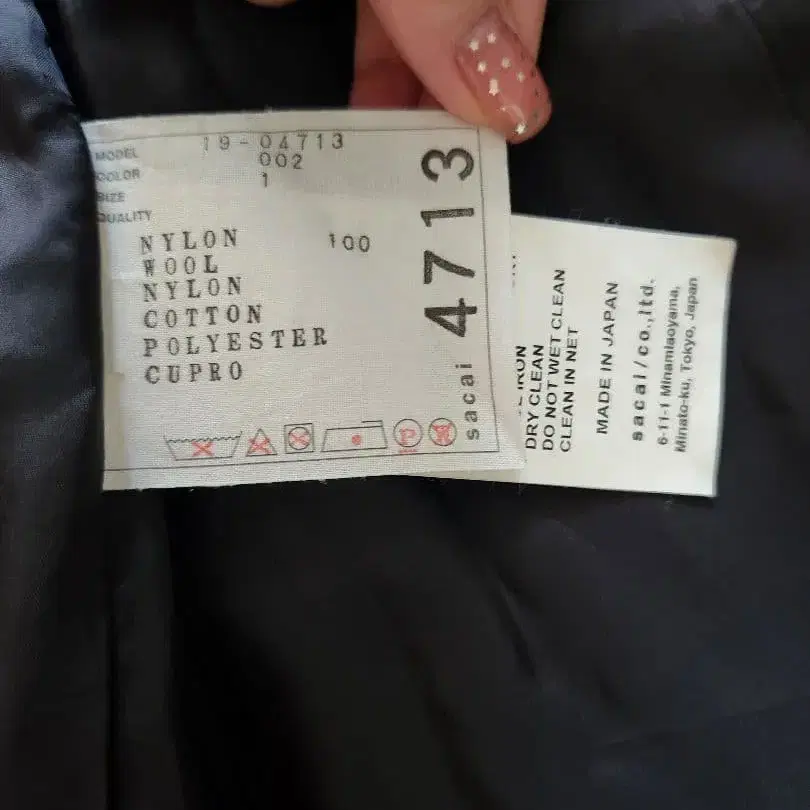 MODEL 19-04713
COLOR 002
SIZE 1
QUALITY
NYLON 100
WOOL
NYLON
COTTON
POLYESTER
CUPRO
P
sacai 4713
IRON
DRY CLEAN
DO NOT WET CLEAN
CLEAN IN NET
MADE IN JAPAN
sacai/co.,ltd.
6-11-1 Minamiaoyama,
Minato-ku, Tokyo, Japan